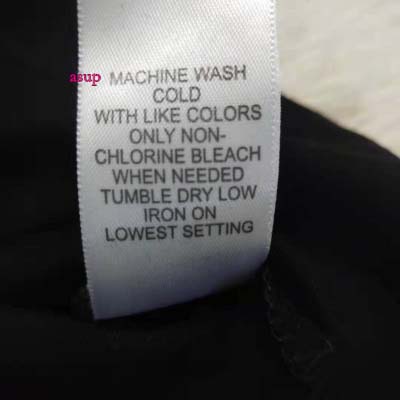 asup
MACHINE WASH
COLD
WITH LIKE COLORS
ONLY NON-
CHLORINE BLEACH
WHEN NEEDED
TUMBLE DRY LOW
IRON ON
LOWEST SETTING